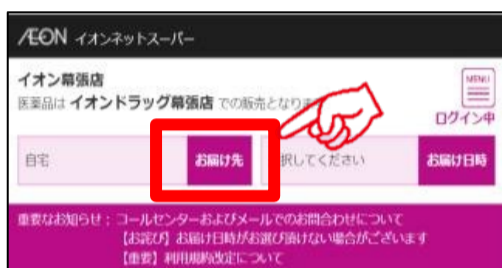 ÆON イオンネットスーパー
イオン幕張店
医薬品は イオンドラッグ幕張店 での販売となり
MENU
ログイン中
自宅 お届け先 択してください お届け日時
重要なお知らせ： コールセンターおよびメールでのお問合わせについて
【お詫び】お届け日時がお選び頂けない場合がございます
【重要】利用規約改定について